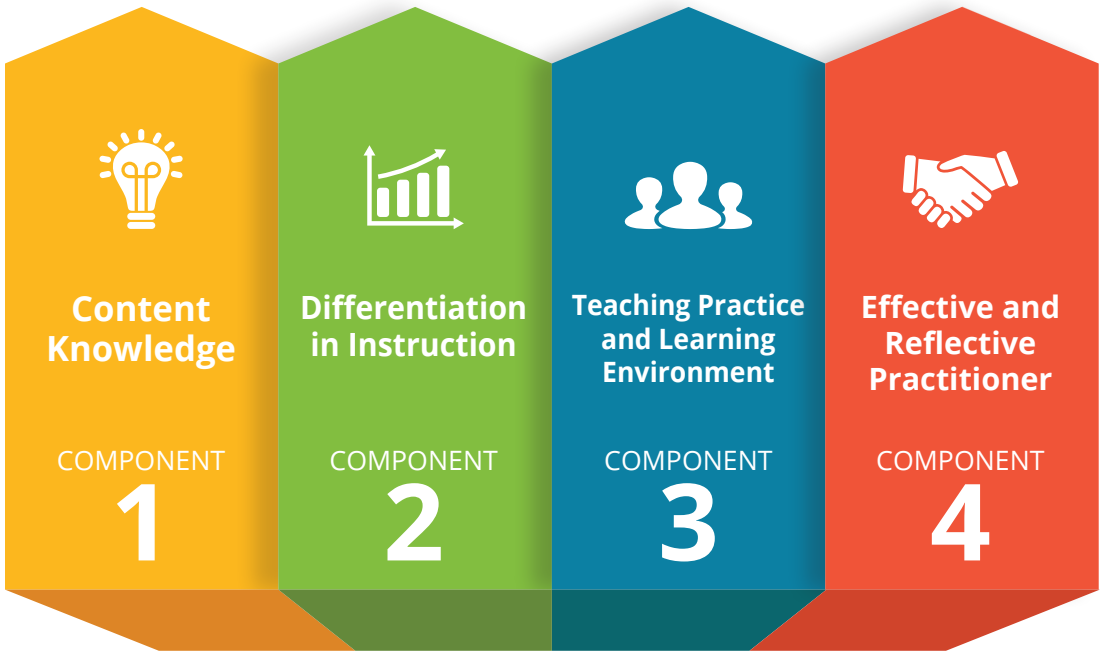 Content
Knowledge
COMPONENT
1
Differentiation
in Instruction
COMPONENT
2
Teaching Practice
and Learning
Environment
COMPONENT
3
Effective and
Reflective
Practitioner
COMPONENT
4